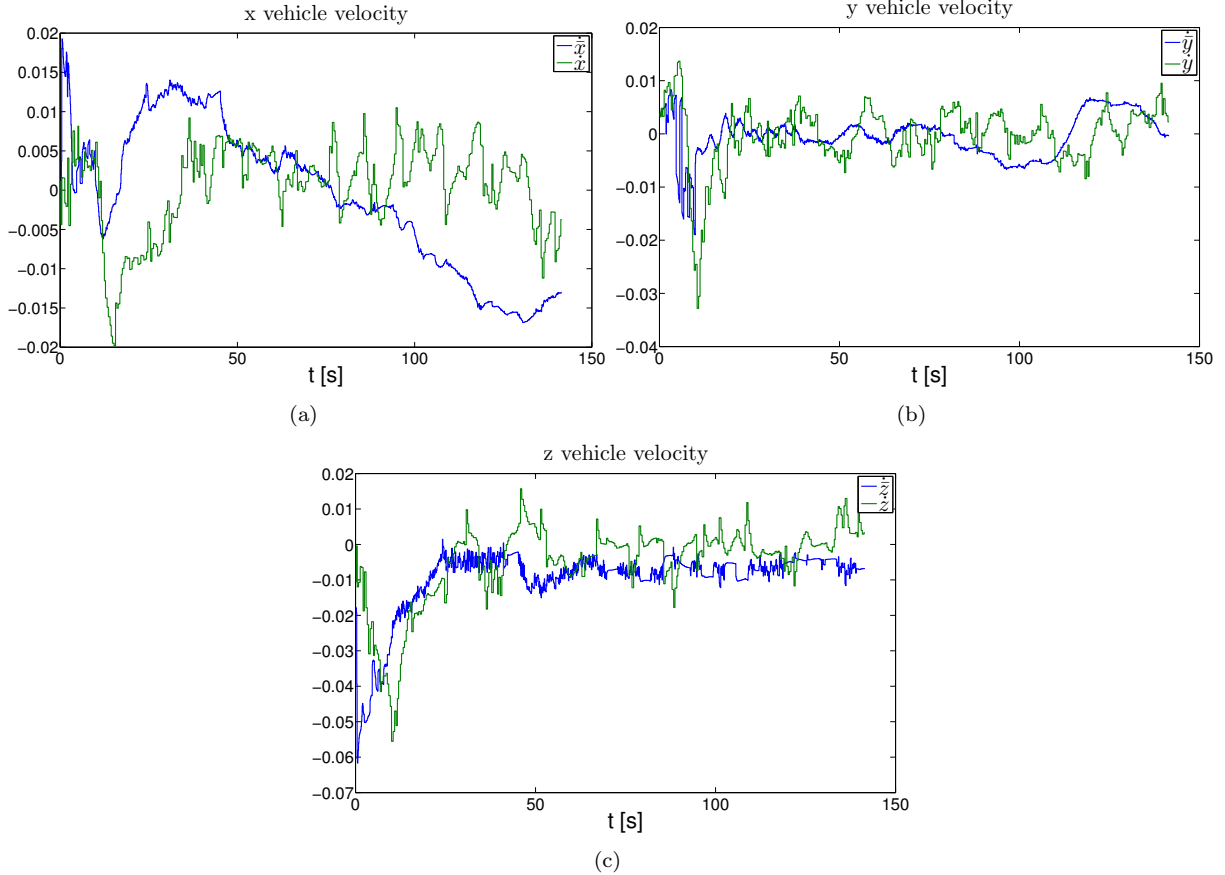 x vehicle velocity
0.02
0.015
0.01
0.005
0
−0.005
−0.01
−0.015
−0.02
0
50
100
150
t [s]
ẋ̄
ẋ
(a)
y vehicle velocity
0.02
0.01
0
−0.01
−0.02
−0.03
−0.04
0
50
100
150
t [s]
ẏ̄
ẏ
(b)
z vehicle velocity
0.02
0.01
0
−0.01
−0.02
−0.03
−0.04
−0.05
−0.06
−0.07
0
50
100
150
t [s]
ż̄
ż
(c)